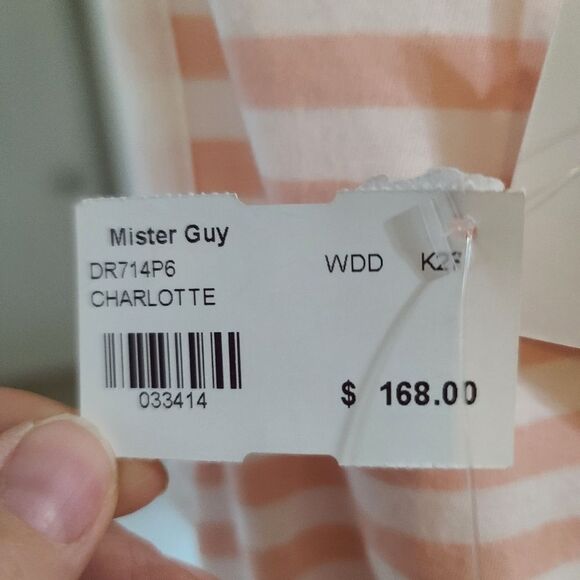 Mister Guy
DR714P6 WDD
CHARLOTTE
033414
$ 168.00